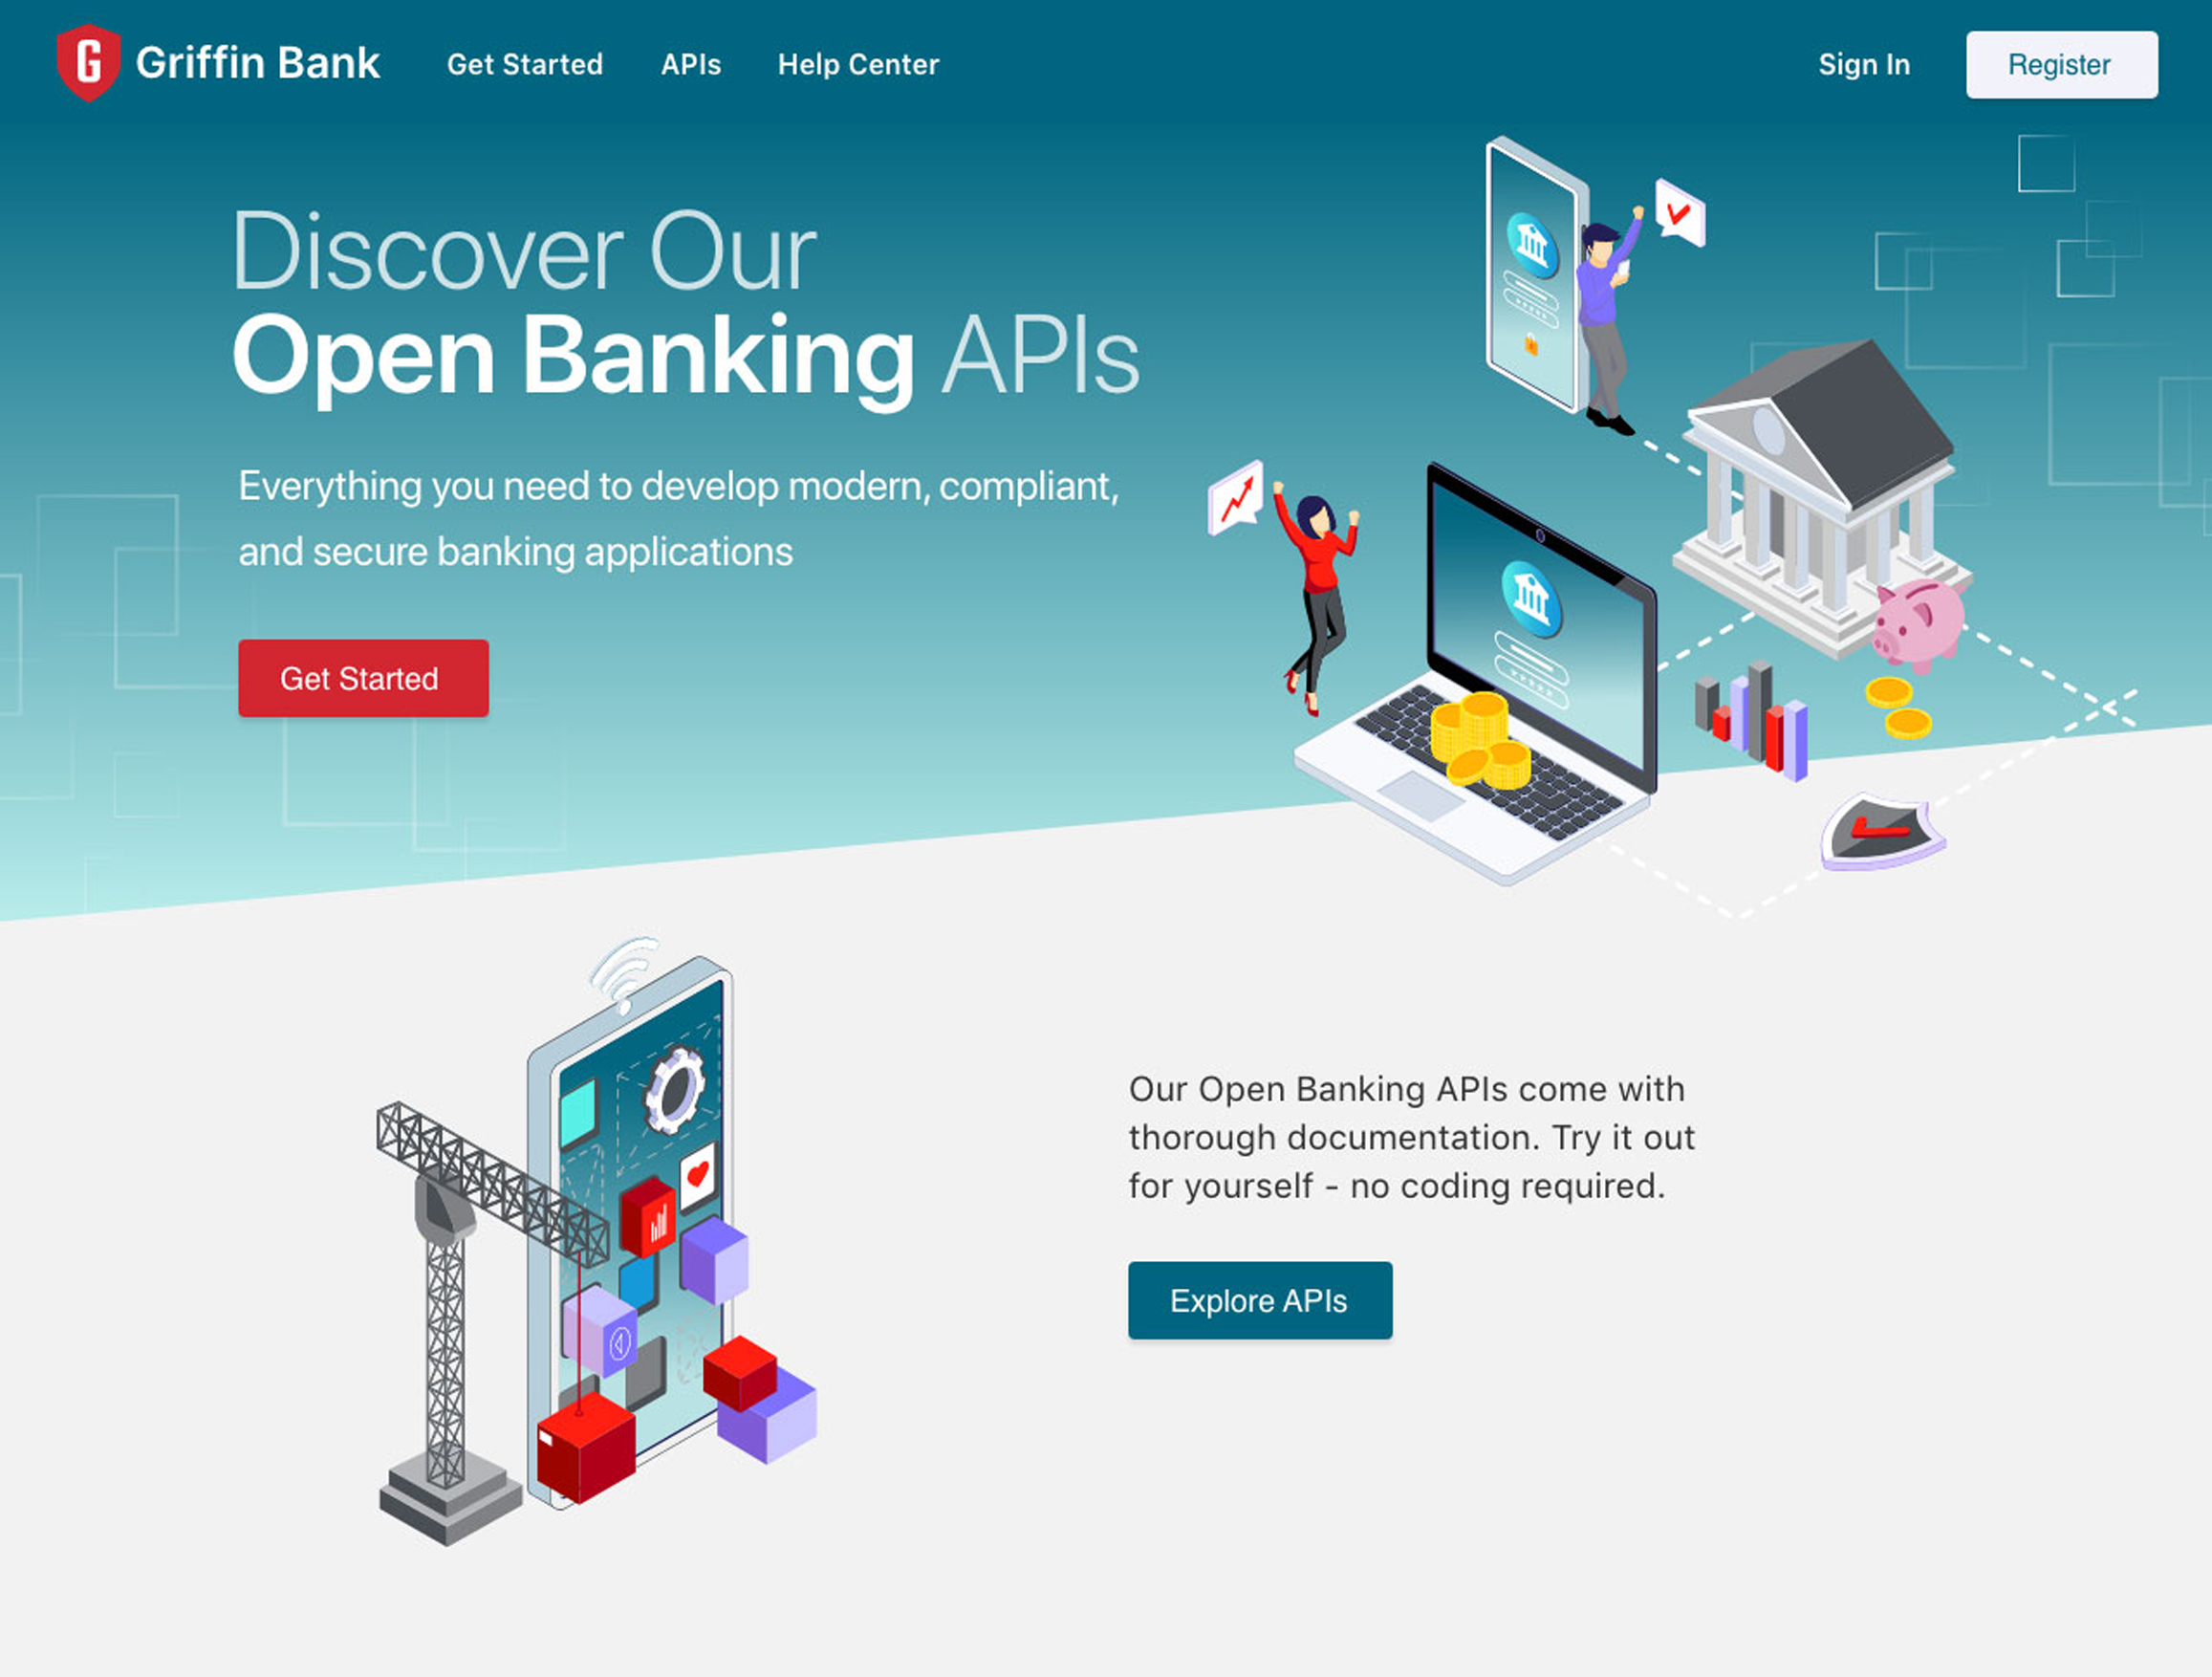 G Griffin Bank
Get Started
APIs
Help Center
Sign In
Register
Discover Our
Open Banking APIs
Everything you need to develop modern, compliant,
and secure banking applications
Get Started
Our Open Banking APIs come with
thorough documentation. Try it out
for yourself - no coding required.
Explore APIs